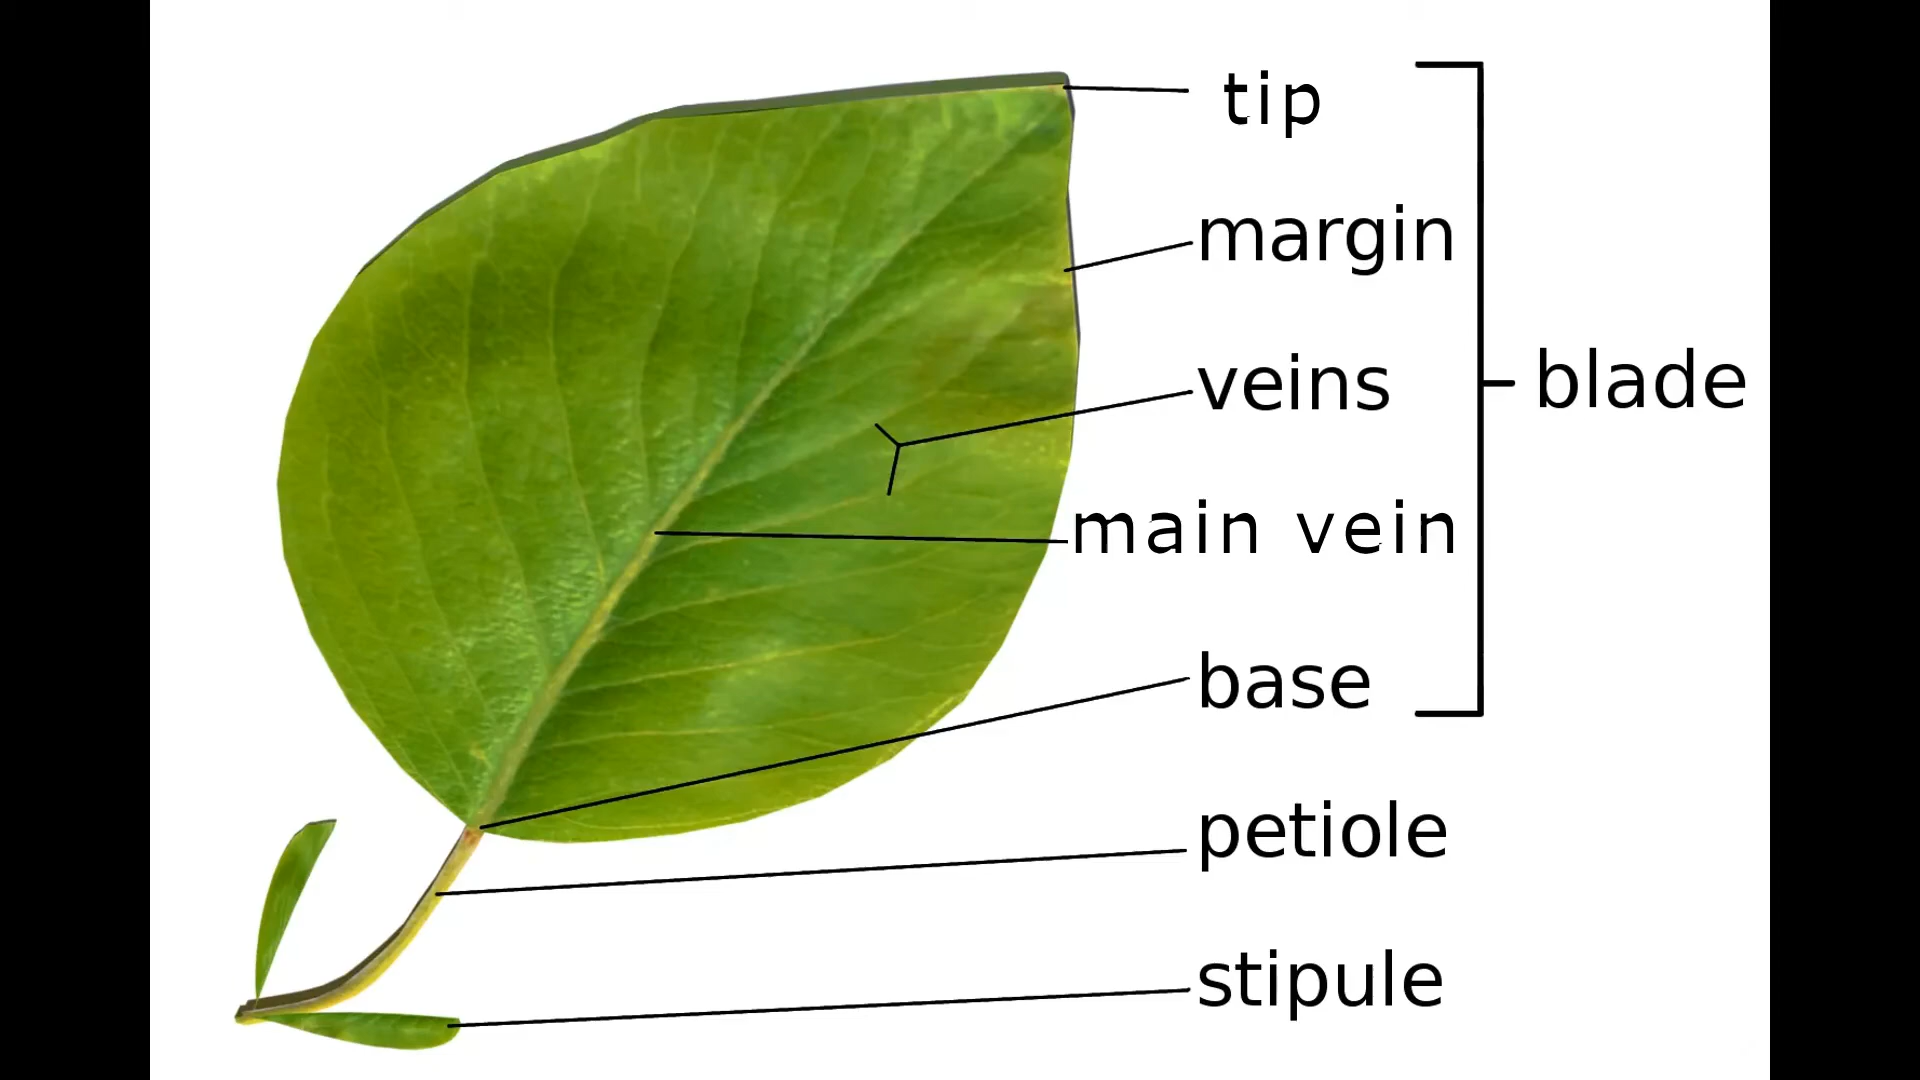 tip
margin
veins
blade
main vein
base
petiole
stipule